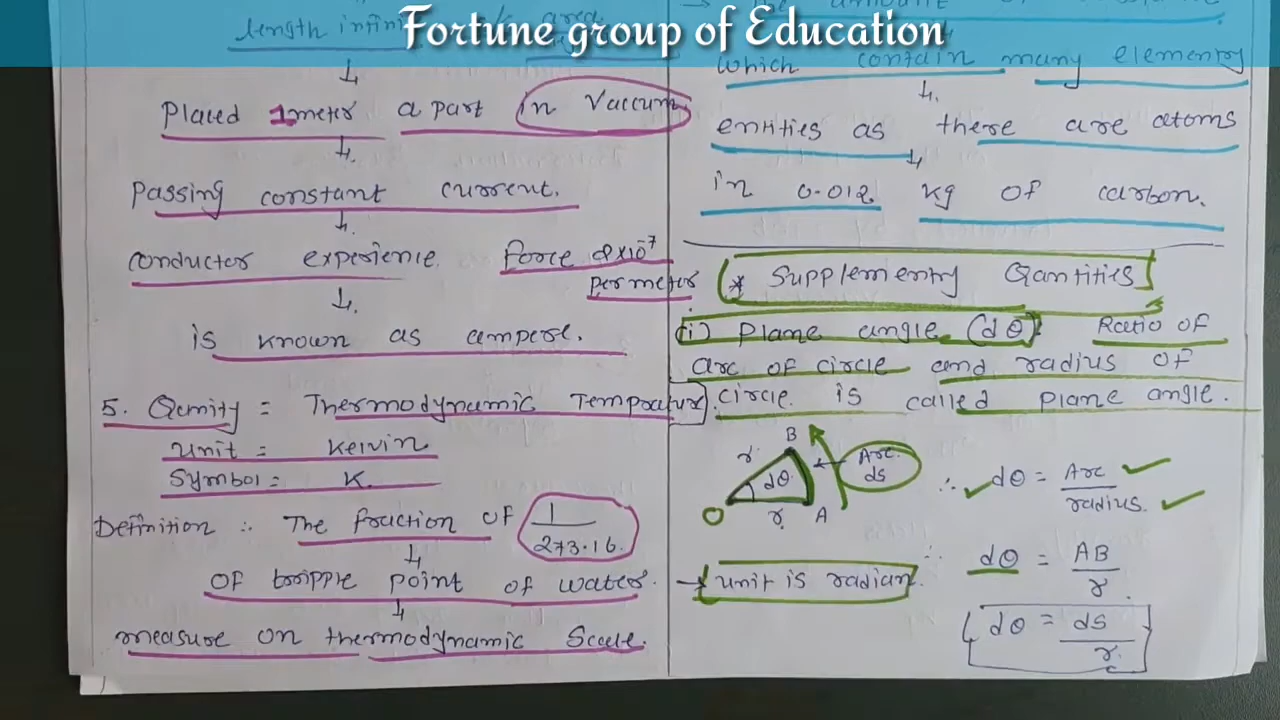 Fortune group of Education
length infini area
Placed 1meter a part in Vaccum
Passing constant current.
conductor experience force 2×10⁻⁷
per meter
is known as ampere.
5. Qunity = Thermodynamic Temprature.
Unit = Kelvin
Symbol = K.
Definition :. The fraction of 1/273.16.
of tripple point of water.
measure on thermodynamic Scale.
which contain many elementry
entities as there are atoms
in 0.012 kg of carbon.
* Supplementry Quantities
(i) Plane angle (dθ) Ratio of
arc of circle and radius of
circle is called plane angle.
B
r
dθ
Arc
ds
O
r
A
∴ dθ = Arc/radius.
∴ dθ = AB/r.
→ unit is radian.
dθ = ds/r.